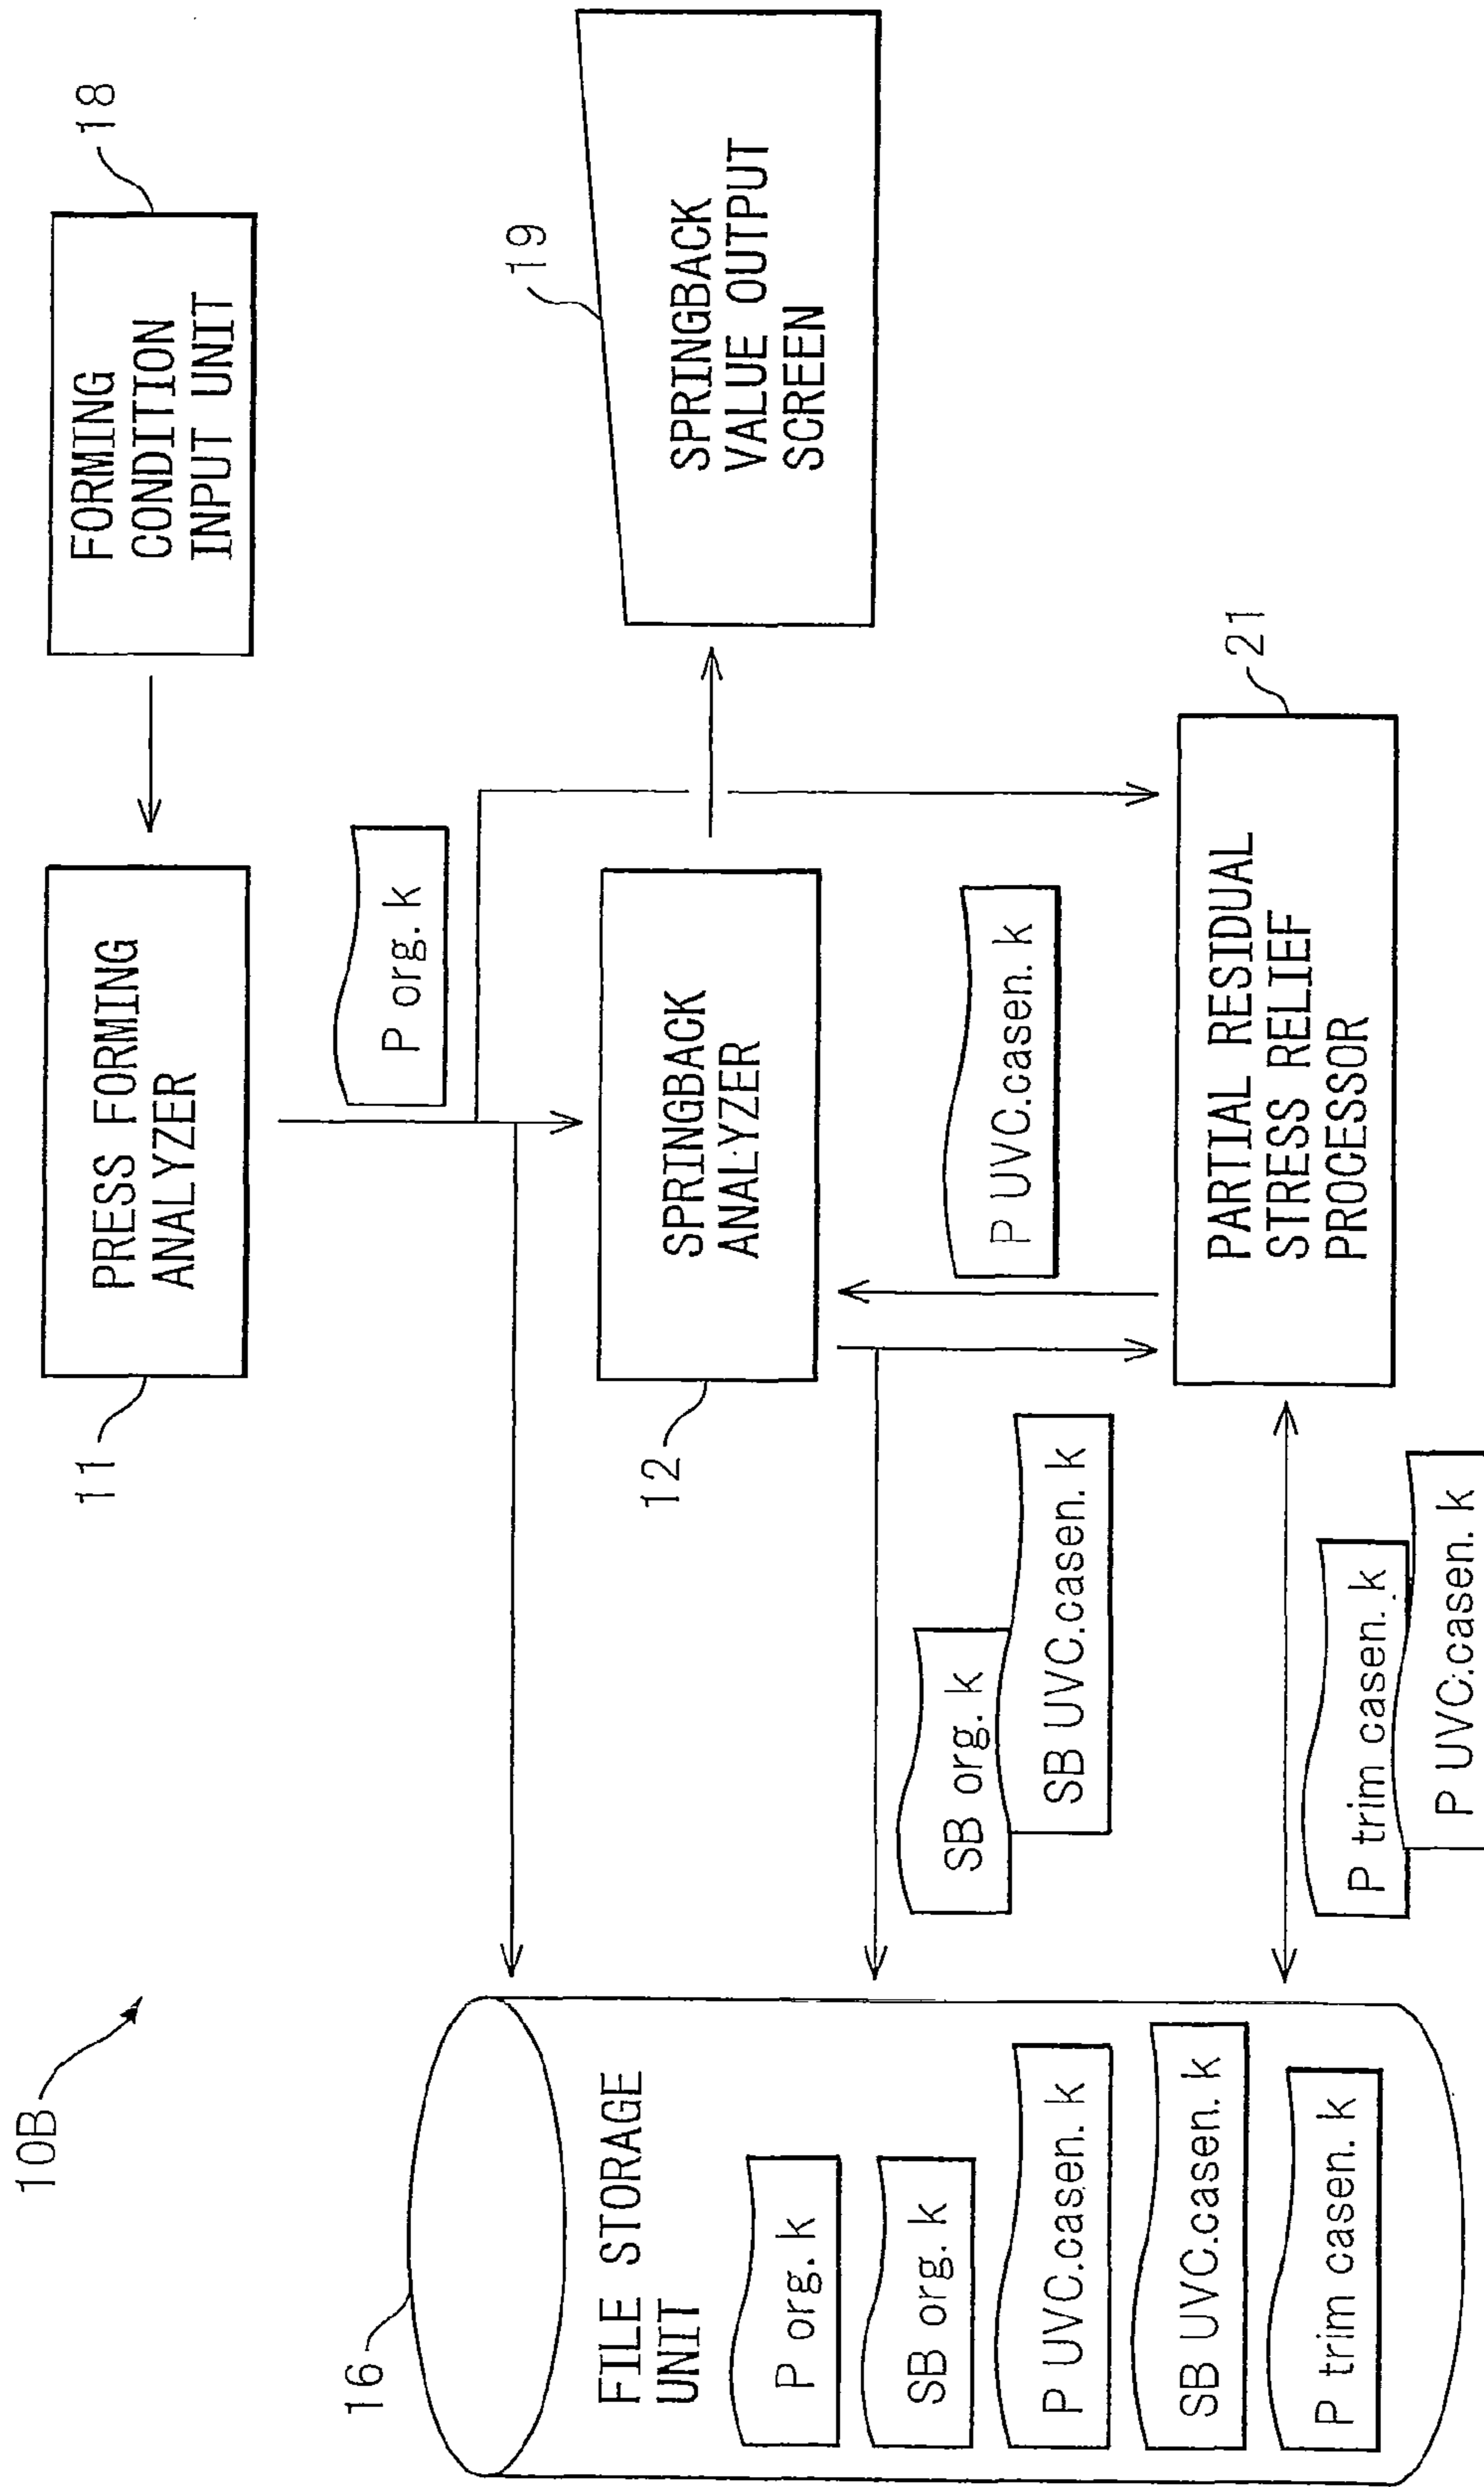 10B
16
FILE STORAGE
UNIT
P org. k
SB org. k
P UVC.casen. k
SB UVC.casen. k
P trim casen. k
11
PRESS FORMING
ANALYZER
18
FORMING
CONDITION
INPUT UNIT
P org. k
12
SPRINGBACK
ANALYZER
19
SPRINGBACK
VALUE OUTPUT
SCREEN
SB org. k
SB UVC.casen. k
P UVC.casen. k
21
PARTIAL RESIDUAL
STRESS RELIEF
PROCESSOR
P trim casen. k
P UVC.casen. k